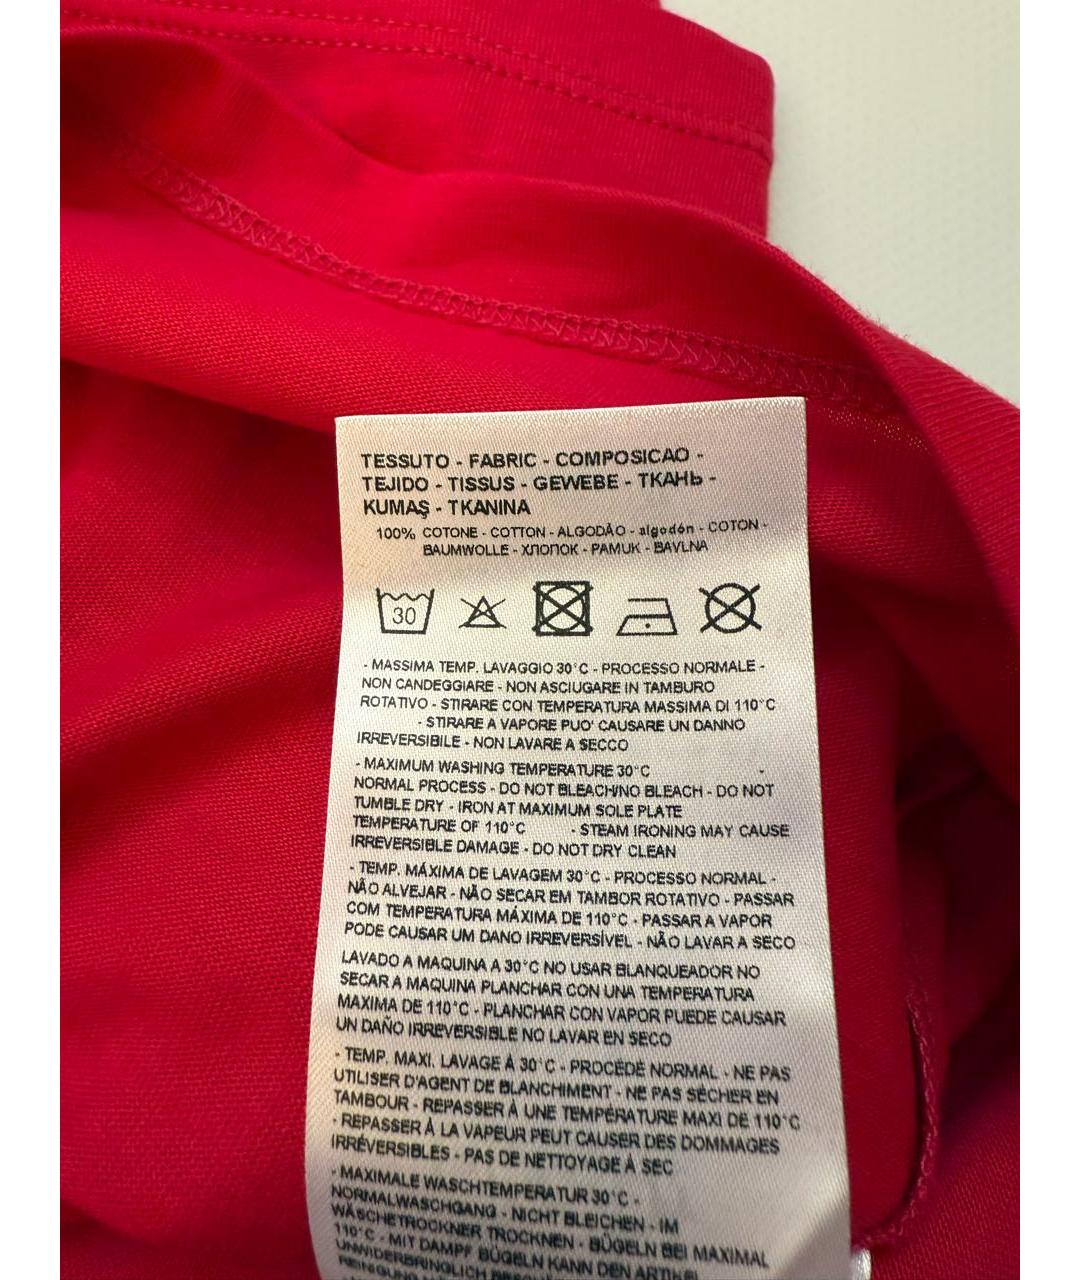 TESSUTO - FABRIC - COMPOSICAO -
TEJIDO - TISSUS - GEWEBE - ТКАНЬ -
KUMAŞ - TKANINA
100% COTONE - COTTON - ALGODÃO - algodón - COTON -
BAUMWOLLE - ХЛОПОК - PAMUK - BAVLNA
30
- MASSIMA TEMP. LAVAGGIO 30°C - PROCESSO NORMALE -
NON CANDEGGIARE - NON ASCIUGARE IN TAMBURO
ROTATIVO - STIRARE CON TEMPERATURA MASSIMA DI 110°C
- STIRARE A VAPORE PUO' CAUSARE UN DANNO
IRREVERSIBILE - NON LAVARE A SECCO
- MAXIMUM WASHING TEMPERATURE 30°C -
NORMAL PROCESS - DO NOT BLEACH/NO BLEACH - DO NOT
TUMBLE DRY - IRON AT MAXIMUM SOLE PLATE
TEMPERATURE OF 110°C - STEAM IRONING MAY CAUSE
IRREVERSIBLE DAMAGE - DO NOT DRY CLEAN
- TEMP. MÁXIMA DE LAVAGEM 30°C - PROCESSO NORMAL -
NÃO ALVEJAR - NÃO SECAR EM TAMBOR ROTATIVO - PASSAR
COM TEMPERATURA MÁXIMA DE 110°C - PASSAR A VAPOR
PODE CAUSAR UM DANO IRREVERSÍVEL - NÃO LAVAR A SECO
LAVADO A MAQUINA A 30°C NO USAR BLANQUEADOR NO
SECAR A MAQUINA PLANCHAR CON UNA TEMPERATURA
MAXIMA DE 110°C - PLANCHAR CON VAPOR PUEDE CAUSAR
UN DAÑO IRREVERSIBLE NO LAVAR EN SECO
- TEMP. MAXI. LAVAGE À 30°C - PROCÉDÉ NORMAL - NE PAS
UTILISER D'AGENT DE BLANCHIMENT - NE PAS SÉCHER EN
TAMBOUR - REPASSER À UNE TEMPÉRATURE MAXI DE 110°C
- REPASSER À LA VAPEUR PEUT CAUSER DES DOMMAGES
IRRÉVERSIBLES - PAS DE NETTOYAGE À SEC
- MAXIMALE WASCHTEMPERATUR 30°C -
NORMALWASCHGANG - NICHT BLEICHEN - IM
WÄSCHETROCKNER TROCKNEN - BÜGELN BEI MAXIMAL
110°C - MIT DAMPF BÜGELN KANN DEN ARTIKEL
UNWIDERBRINGLICH